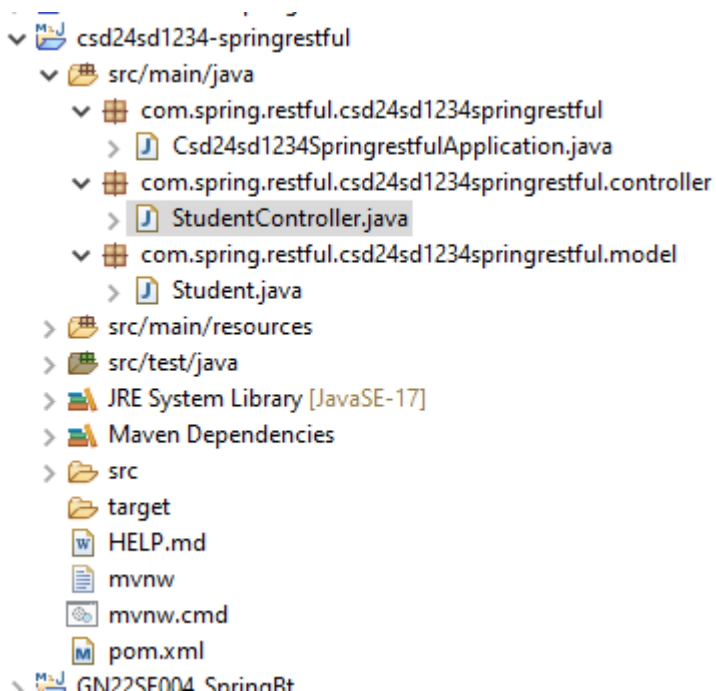 csd24sd1234-springrestful
src/main/java
com.spring.restful.csd24sd1234springrestful
Csd24sd1234SpringrestfulApplication.java
com.spring.restful.csd24sd1234springrestful.controller
StudentController.java
com.spring.restful.csd24sd1234springrestful.model
Student.java
src/main/resources
src/test/java
JRE System Library [JavaSE-17]
Maven Dependencies
src
target
HELP.md
mvnw
mvnw.cmd
pom.xml
GN22SF004_SpringBt